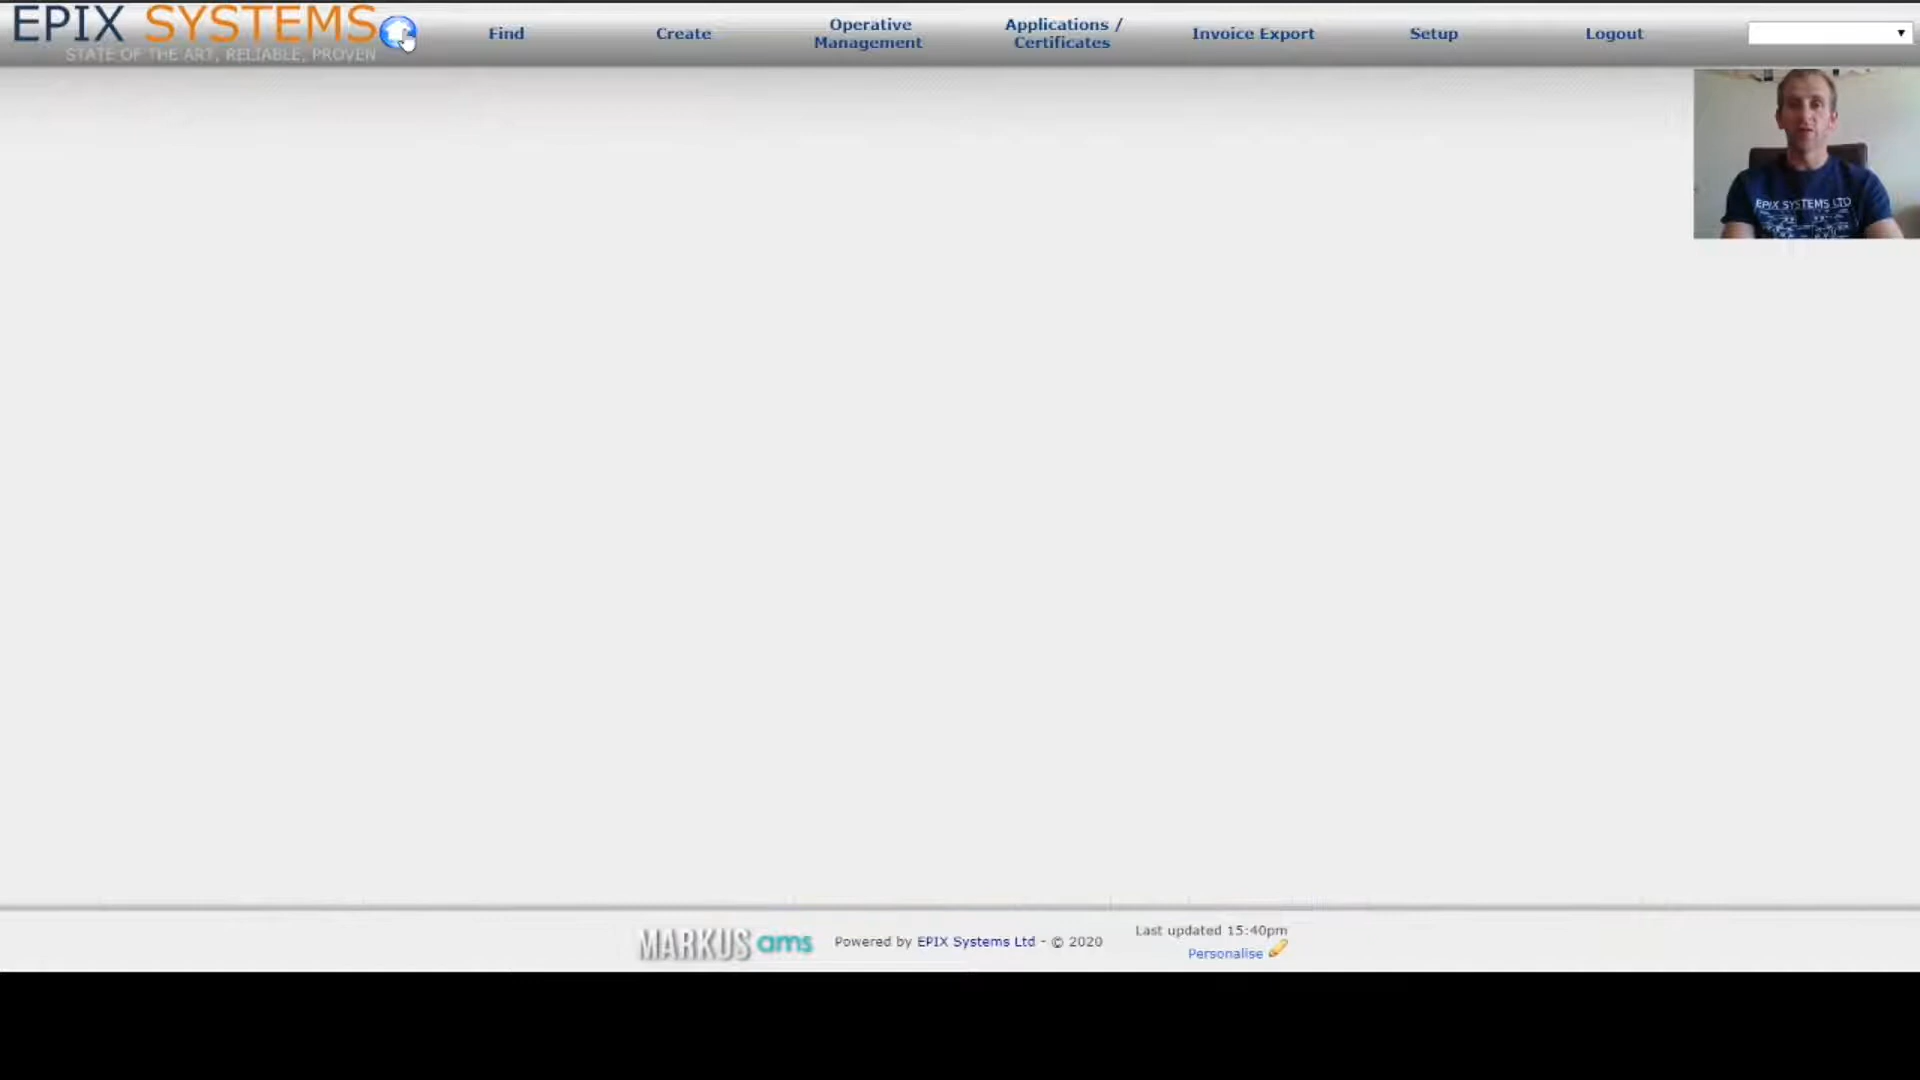 EPIX SYSTEMS
STATE OF THE ART, RELIABLE, PROVEN
Find
Create
Operative
Management
Applications /
Certificates
Invoice Export
Setup
Logout
EPIX SYSTEMS LTD
MARKUS ams
Powered by EPIX Systems Ltd - © 2020
Last updated 15:40pm
Personalise